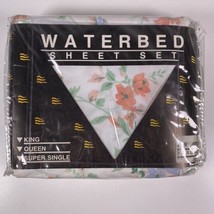 WATERBED
SHEET SET
KING
QUEEN
SUPER SINGLE